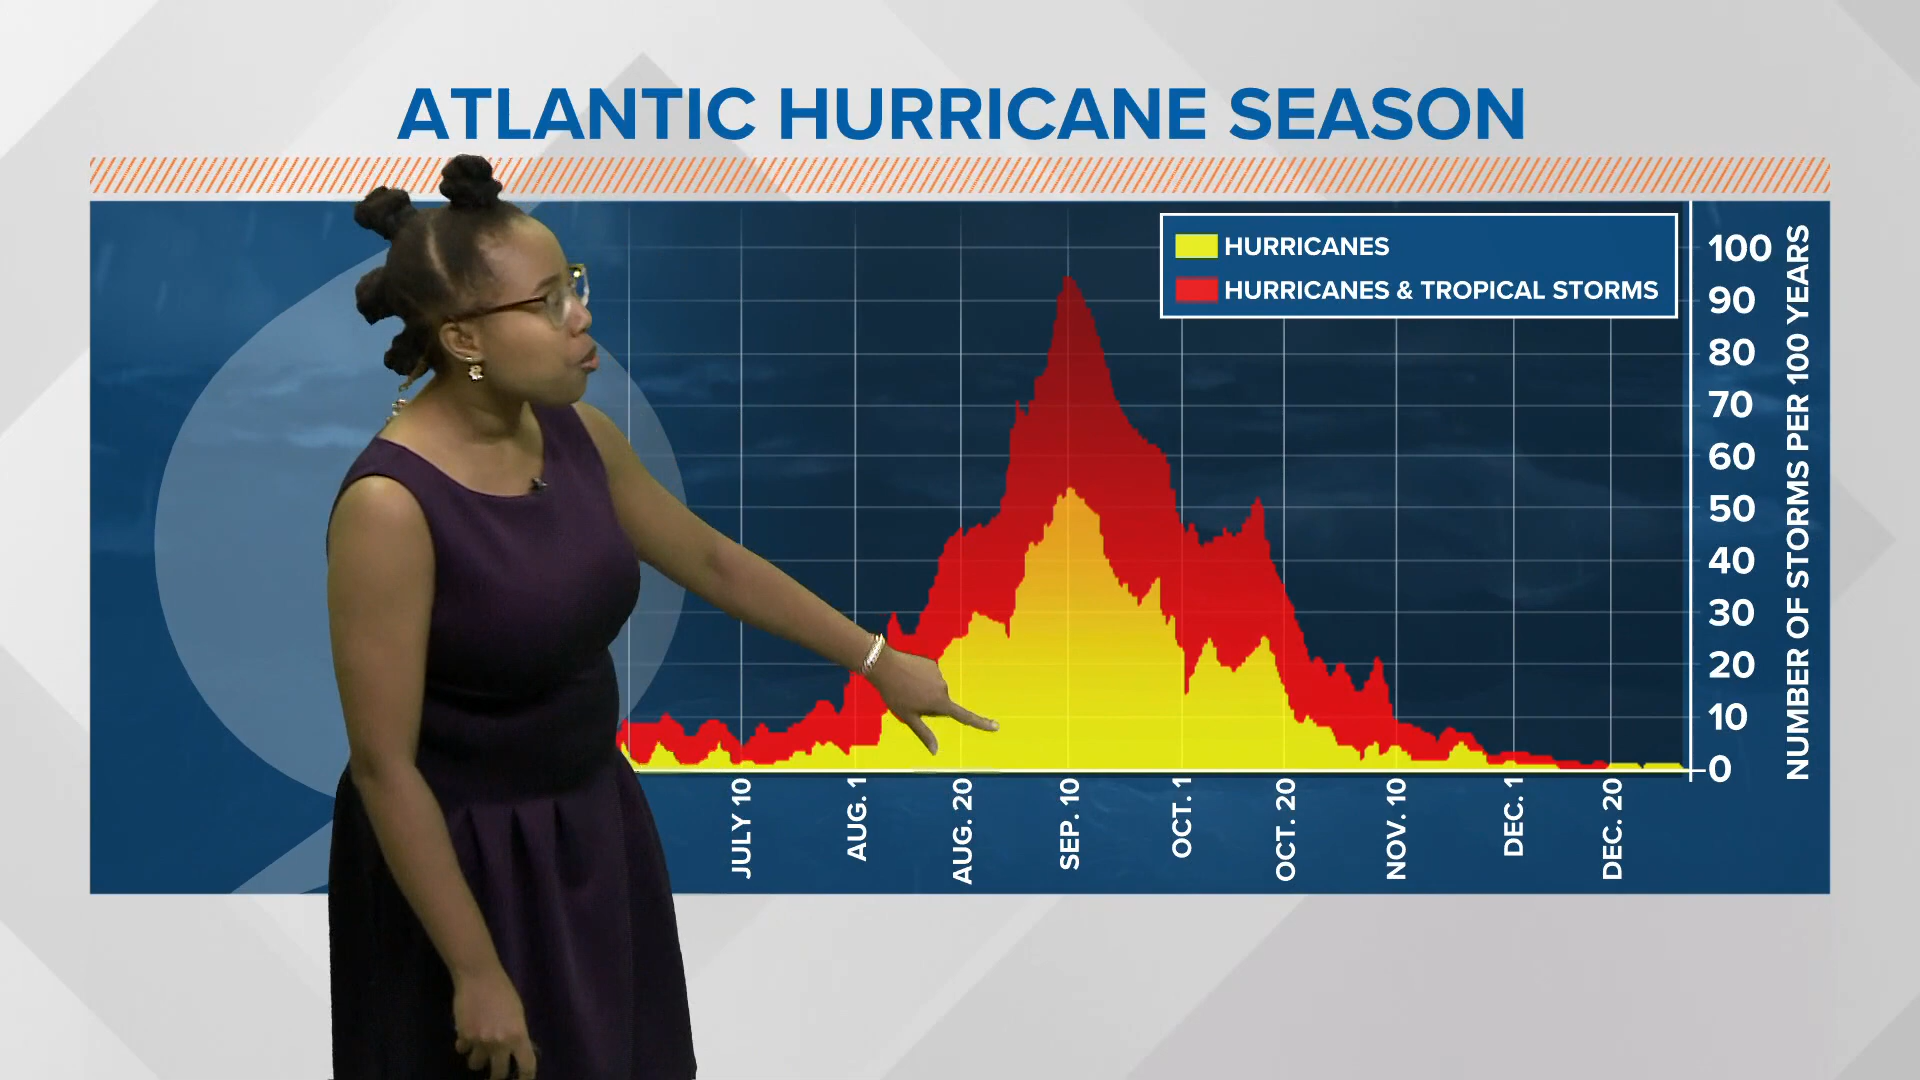 ATLANTIC HURRICANE SEASON
HURRICANES
HURRICANES & TROPICAL STORMS
100
90
80
70
60
50
40
30
20
10
0
NUMBER OF STORMS PER 100 YEARS
JULY 10
AUG. 1
AUG. 20
SEP. 10
OCT. 1
OCT. 20
NOV. 10
DEC. 1
DEC. 20